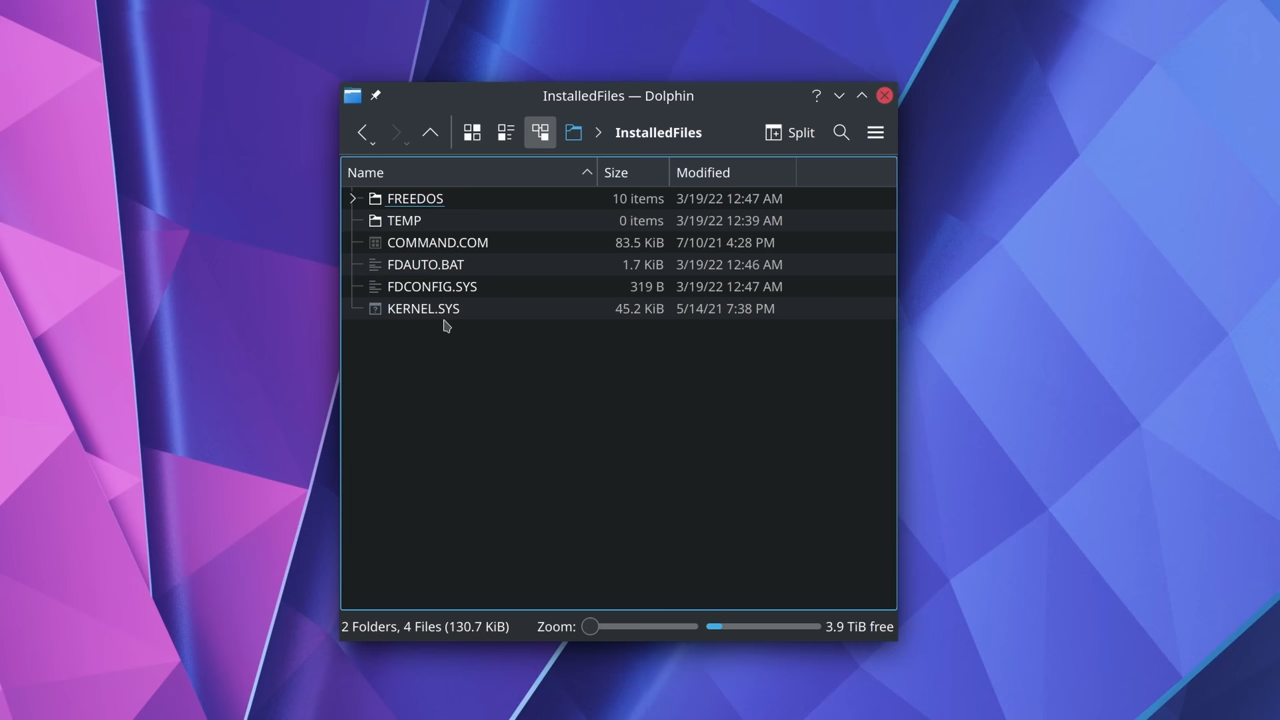 InstalledFiles — Dolphin
InstalledFiles Split
Name Size Modified
FREEDOS 10 items 3/19/22 12:47 AM
TEMP 0 items 3/19/22 12:39 AM
COMMAND.COM 83.5 KiB 7/10/21 4:28 PM
FDAUTO.BAT 1.7 KiB 3/19/22 12:46 AM
FDCONFIG.SYS 319 B 3/19/22 12:47 AM
KERNEL.SYS 45.2 KiB 5/14/21 7:38 PM
2 Folders, 4 Files (130.7 KiB) Zoom: 3.9 TiB free